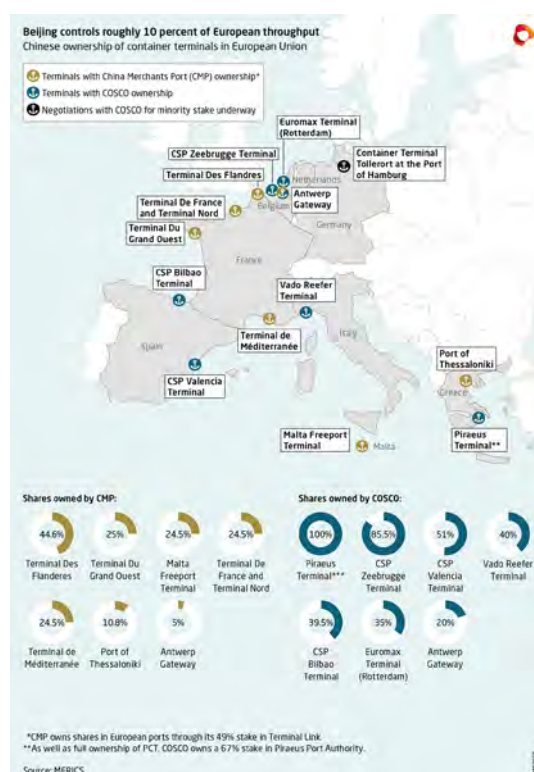 Beijing controls roughly 10 percent of European throughput
Chinese ownership of container terminals in European Union
Terminals with China Merchants Port (CMP) ownership*
Terminals with COSCO ownership
Negotiations with COSCO for minority stake underway
Euromax Terminal
(Rotterdam)
CSP Zeebrugge Terminal
Container Terminal
Tollerort at the Port
of Hamburg
Terminal Des Flandres
Netherlands
Antwerp
Gateway
Terminal De France
and Terminal Nord
Belgium
Germany
Terminal Du
Grand Ouest
France
CSP Bilbao
Terminal
Vado Reefer
Terminal
Terminal de
Méditerranée
Italy
Spain
CSP Valencia
Terminal
Port of
Thessaloniki
Greece
Malta Freeport
Terminal
Malta
Piraeus
Terminal**
Shares owned by CMP:
44.6%
25%
24.5%
24.5%
Terminal Des
Flanderes
Terminal Du
Grand Ouest
Malta
Freeport
Terminal
Terminal De
France and
Terminal Nord
24.5%
10.8%
5%
Terminal de
Méditerranée
Port of
Thessaloniki
Antwerp
Gateway
Shares owned by COSCO:
100%
85.5%
51%
40%
Piraeus
Terminal***
CSP
Zeebrugge
Terminal
CSP
Valencia
Terminal
Vado Reefer
Terminal
39.5%
35%
20%
CSP
Bilbao
Terminal
Euromax
Terminal
(Rotterdam)
Antwerp
Gateway
*CMP owns shares in European ports through its 49% stake in Terminal Link.
**As well as full ownership of PCT, COSCO owns a 67% stake in Piraeus Port Authority.
Source: MERICS